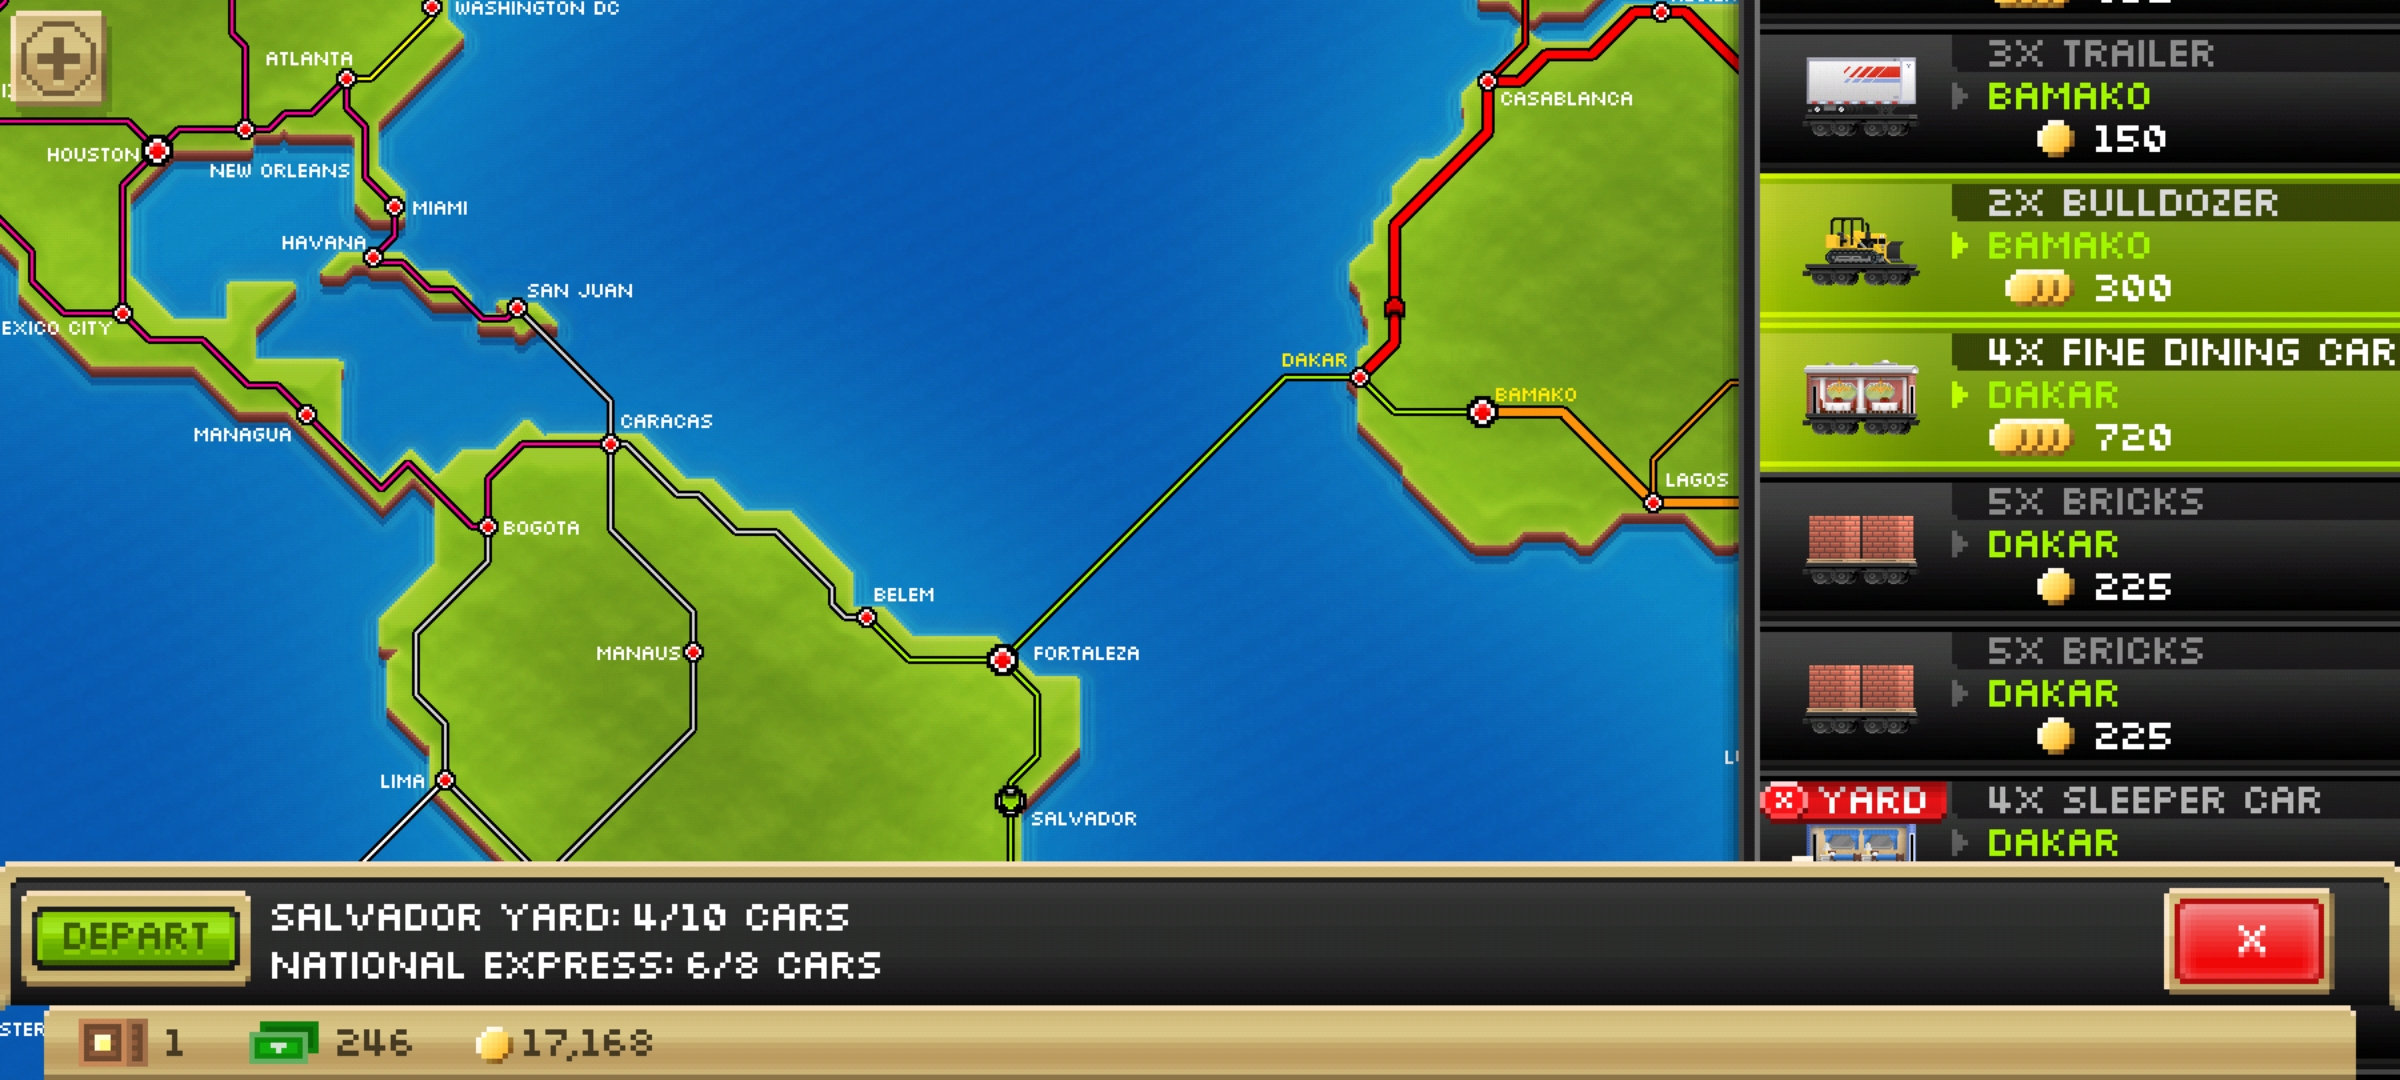 WASHINGTON DC
ATLANTA
HOUSTON
NEW ORLEANS
MIAMI
HAVANA
SAN JUAN
EXICO CITY
MANAGUA
CARACAS
BOGOTA
BELEM
MANAUS
FORTALEZA
LIMA
SALVADOR
CASABLANCA
DAKAR
BAMAKO
LAGOS
3X TRAILER
BAMAKO
150
2X BULLDOZER
BAMAKO
300
4X FINE DINING CAR
DAKAR
720
5X BRICKS
DAKAR
225
5X BRICKS
DAKAR
225
YARD
4X SLEEPER CAR
DAKAR
DEPART
SALVADOR YARD: 4/10 CARS
NATIONAL EXPRESS: 6/8 CARS
X
STER
1
246
17,168